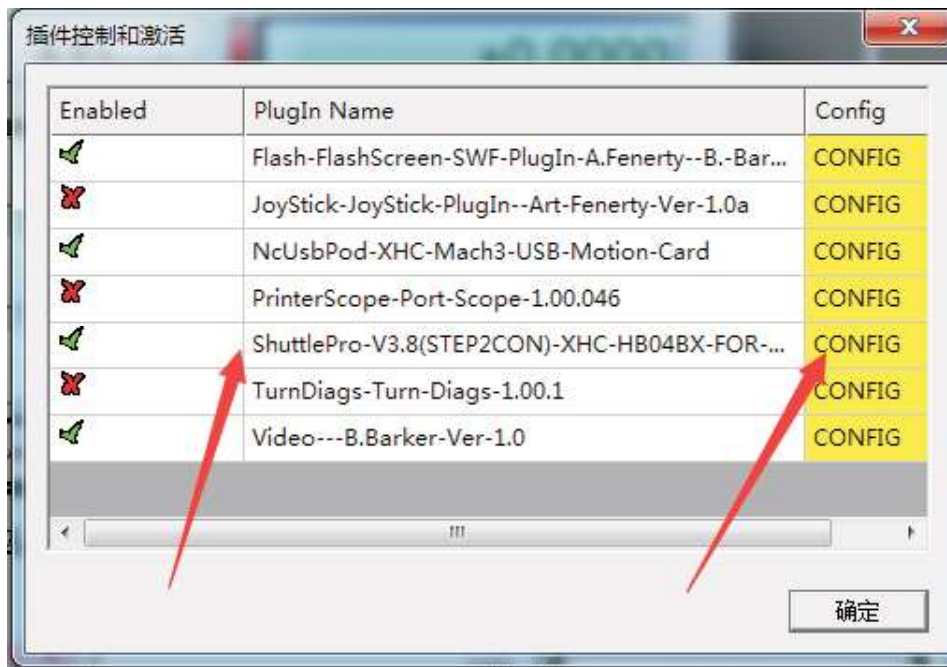 插件控制和激活
Enabled PlugIn Name Config
Flash-FlashScreen-SWF-PlugIn-A.Fenerty--B.-Bar... CONFIG
JoyStick-JoyStick-PlugIn--Art-Fenerty-Ver-1.0a CONFIG
NcUsbPod-XHC-Mach3-USB-Motion-Card CONFIG
PrinterScope-Port-Scope-1.00.046 CONFIG
ShuttlePro-V3.8(STEP2CON)-XHC-HB04BX-FOR-... CONFIG
TurnDiags-Turn-Diags-1.00.1 CONFIG
Video---B.Barker-Ver-1.0 CONFIG
确定